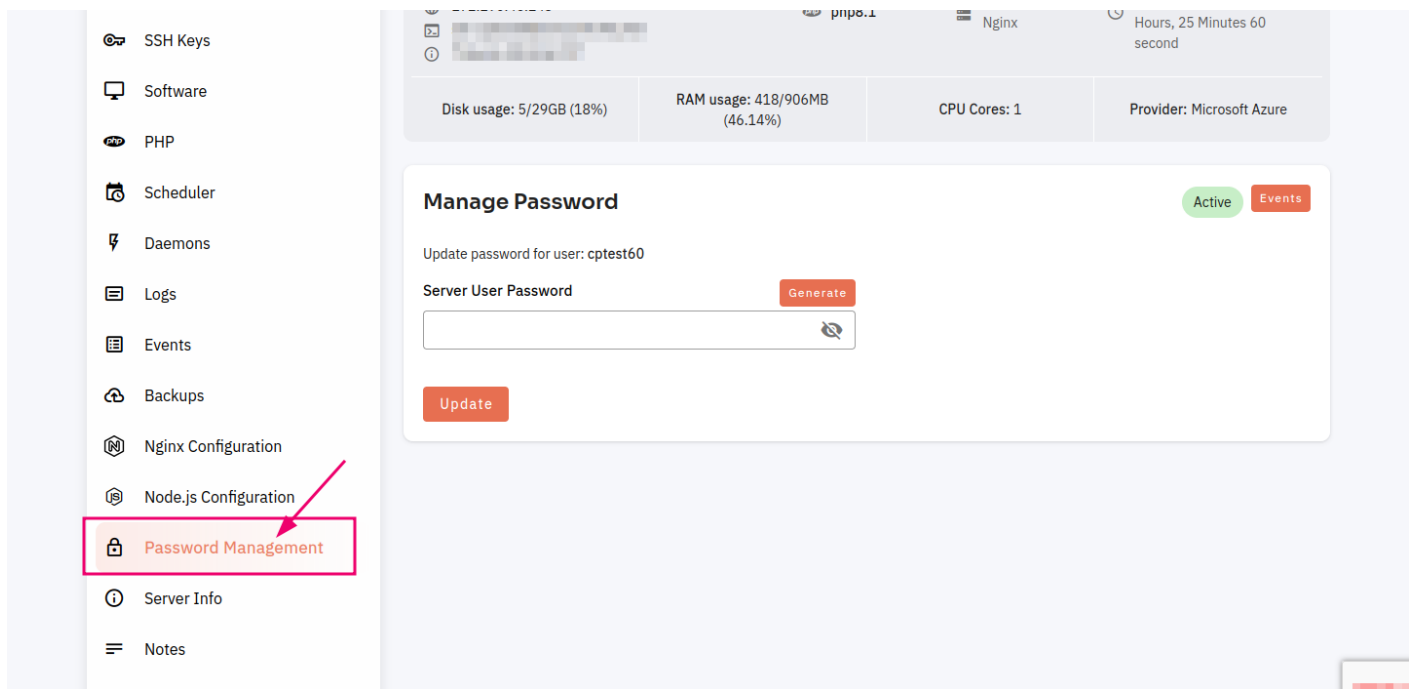 SSH Keys
Software
PHP
Scheduler
Daemons
Logs
Events
Backups
Nginx Configuration
Node.js Configuration
Password Management
Server Info
Notes
php8.1
Nginx
Hours, 25 Minutes 60
second
Disk usage: 5/29GB (18%)
RAM usage: 418/906MB
(46.14%)
CPU Cores: 1
Provider: Microsoft Azure
Manage Password
Active
Events
Update password for user: cptest60
Server User Password
Generate
Update